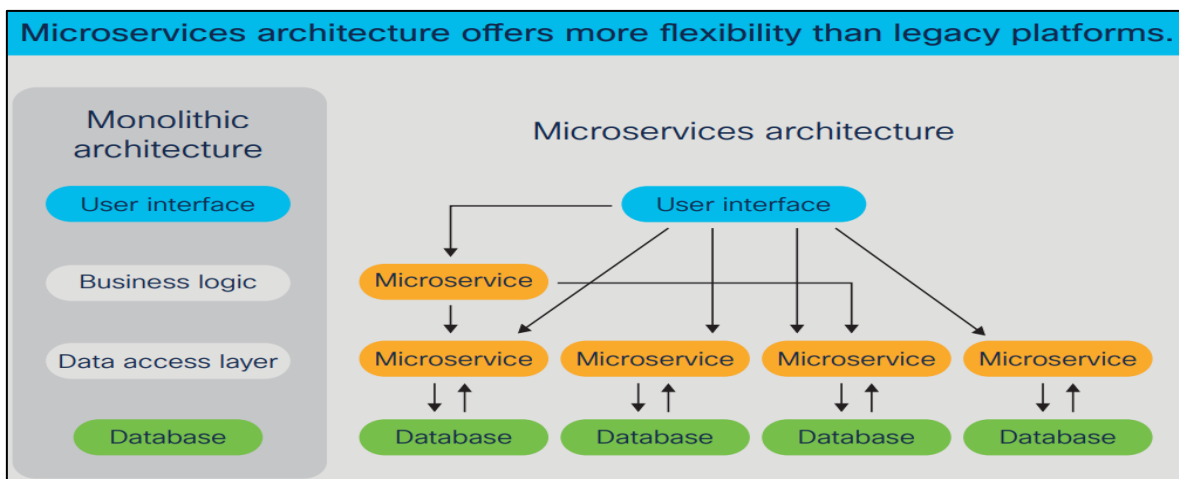 Microservices architecture offers more flexibility than legacy platforms.
Monolithic
architecture
User interface
Business logic
Data access layer
Database
Microservices architecture
User interface
Microservice
Microservice
Microservice
Microservice
Microservice
Database
Database
Database
Database